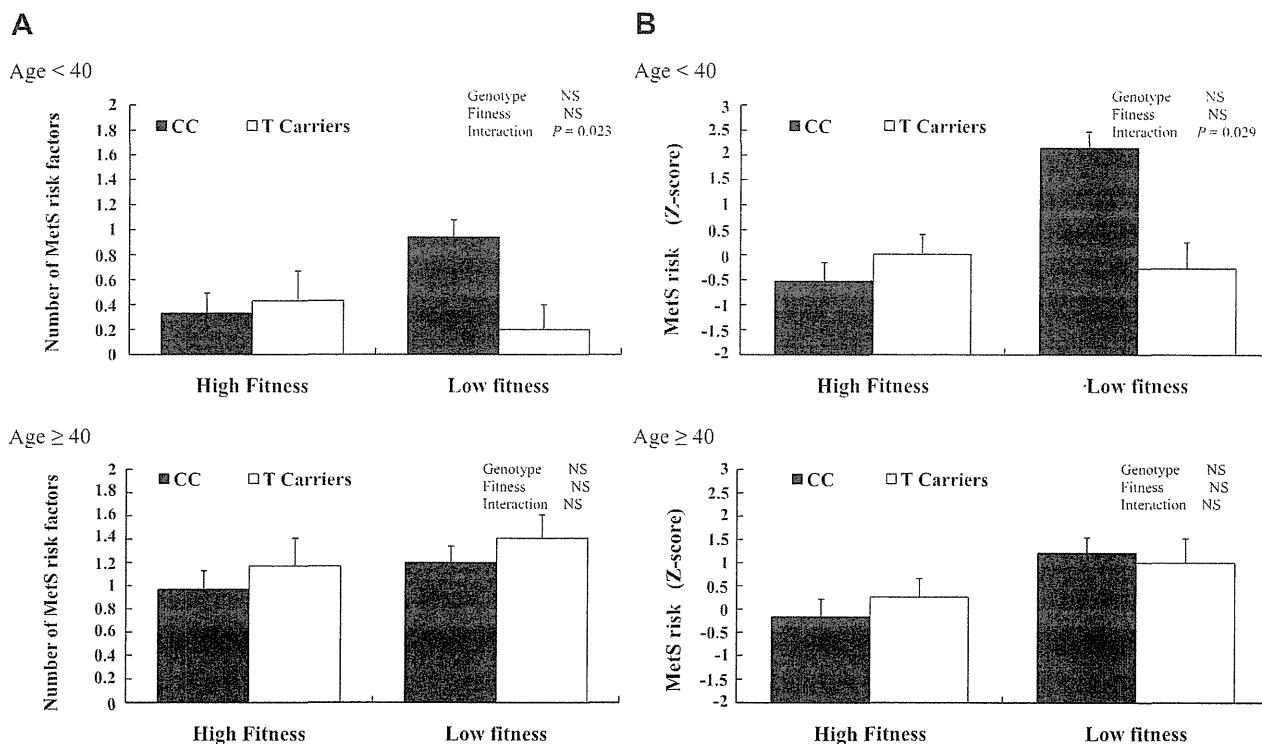 A
Age < 40
Number of MetS risk factors
2
1.8
1.6
1.4
1.2
1
0.8
0.6
0.4
0.2
0
CC
T Carriers
Genotype NS
Fitness NS
Interaction P = 0.023
High Fitness
Low fitness
B
Age < 40
MetS risk (Z-score)
3
2.5
2
1.5
1
0.5
0
-0.5
-1
-1.5
-2
CC
T Carriers
Genotype NS
Fitness NS
Interaction P = 0.029
High Fitness
Low fitness
Age ≥ 40
Number of MetS risk factors
2
1.8
1.6
1.4
1.2
1
0.8
0.6
0.4
0.2
0
CC
T Carriers
Genotype NS
Fitness NS
Interaction NS
High Fitness
Low fitness
Age ≥ 40
MetS risk (Z-score)
3
2.5
2
1.5
1
0.5
0
-0.5
-1
-1.5
-2
CC
T Carriers
Genotype NS
Fitness NS
Interaction NS
High Fitness
Low fitness